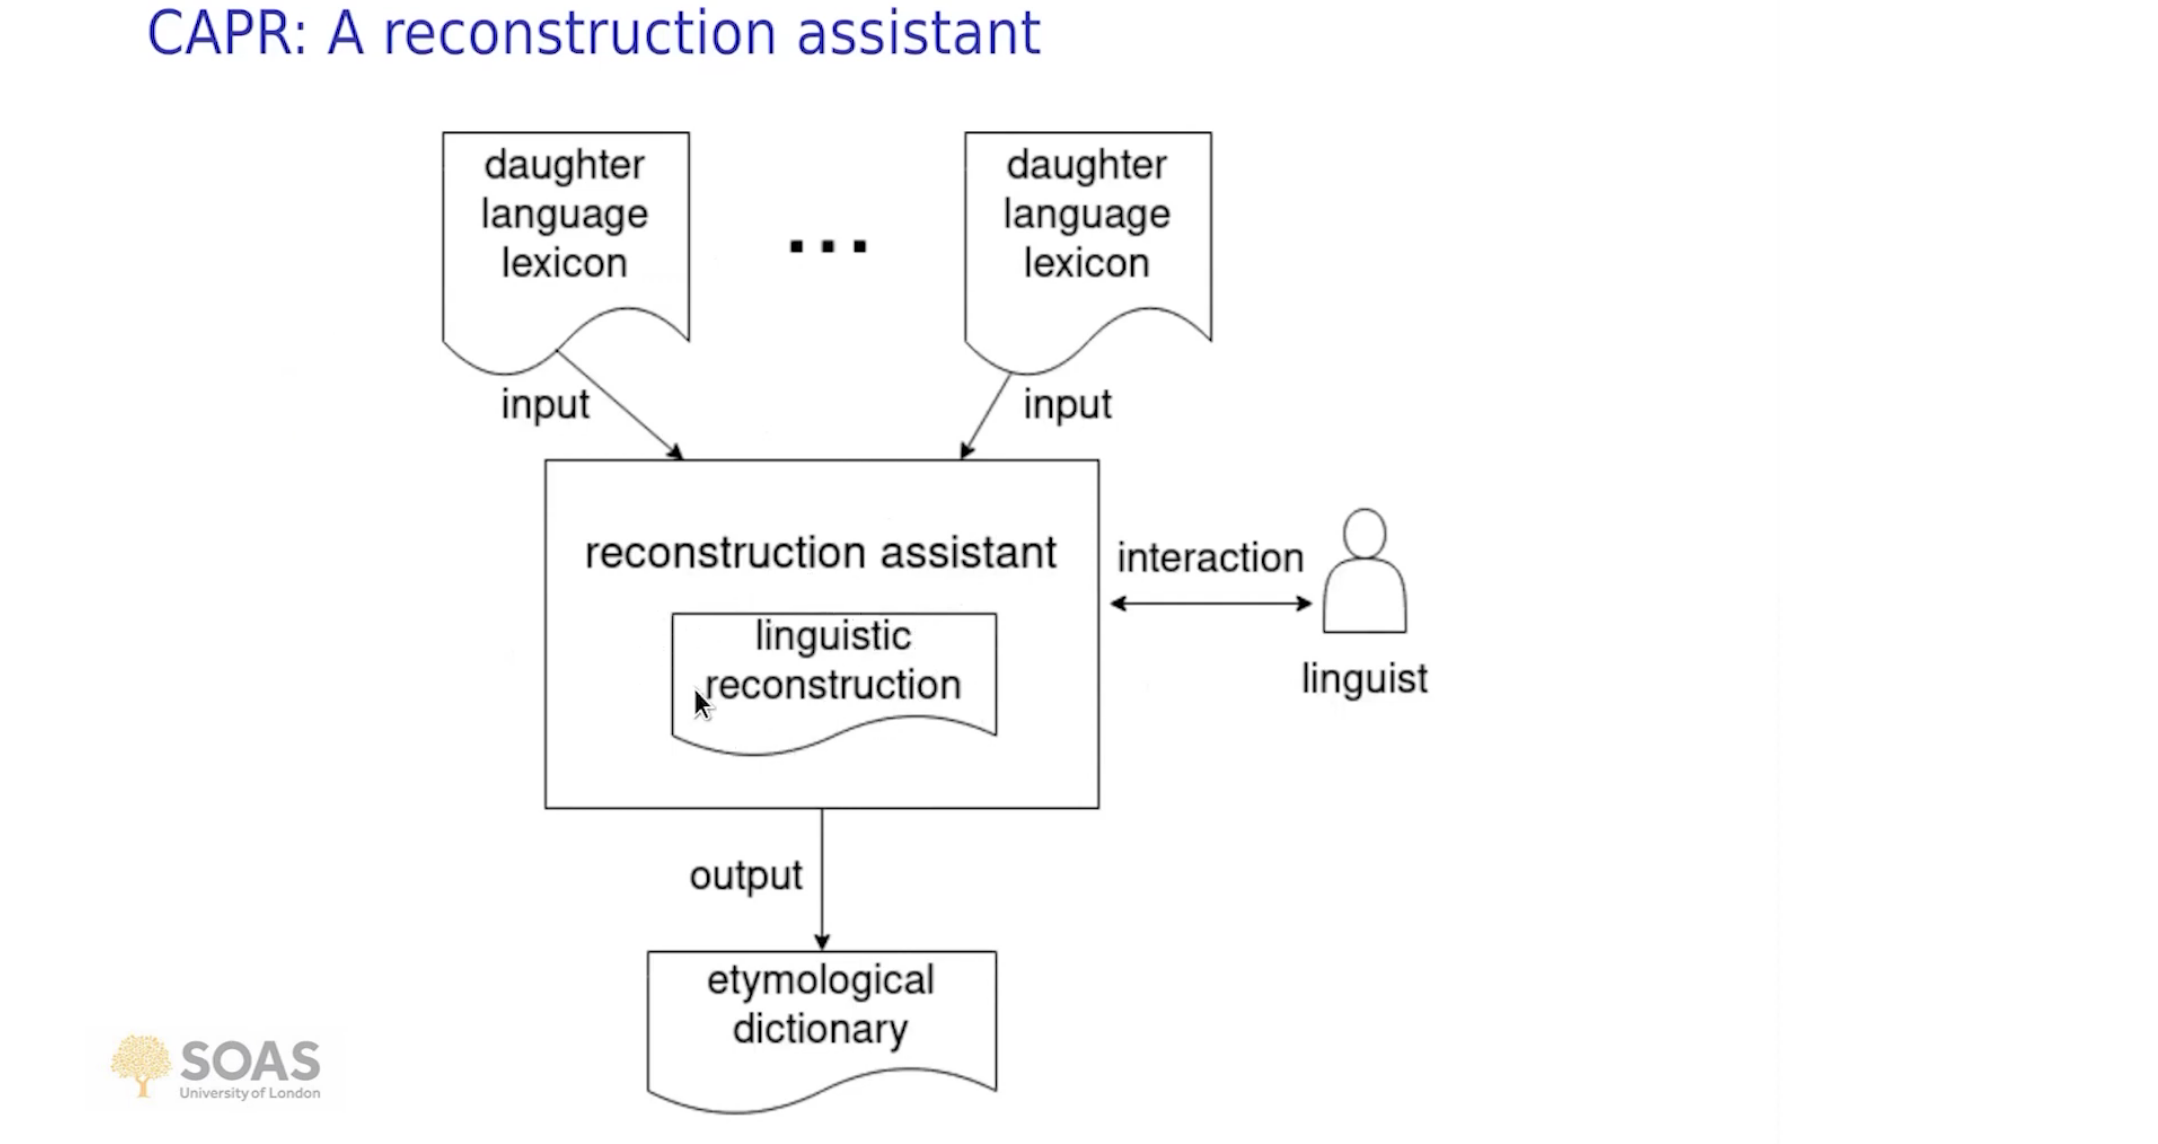 CAPR: A reconstruction assistant
daughter
language
lexicon
...
daughter
language
lexicon
input
input
reconstruction assistant
linguistic
reconstruction
interaction
linguist
output
etymological
dictionary
SOAS
University of London